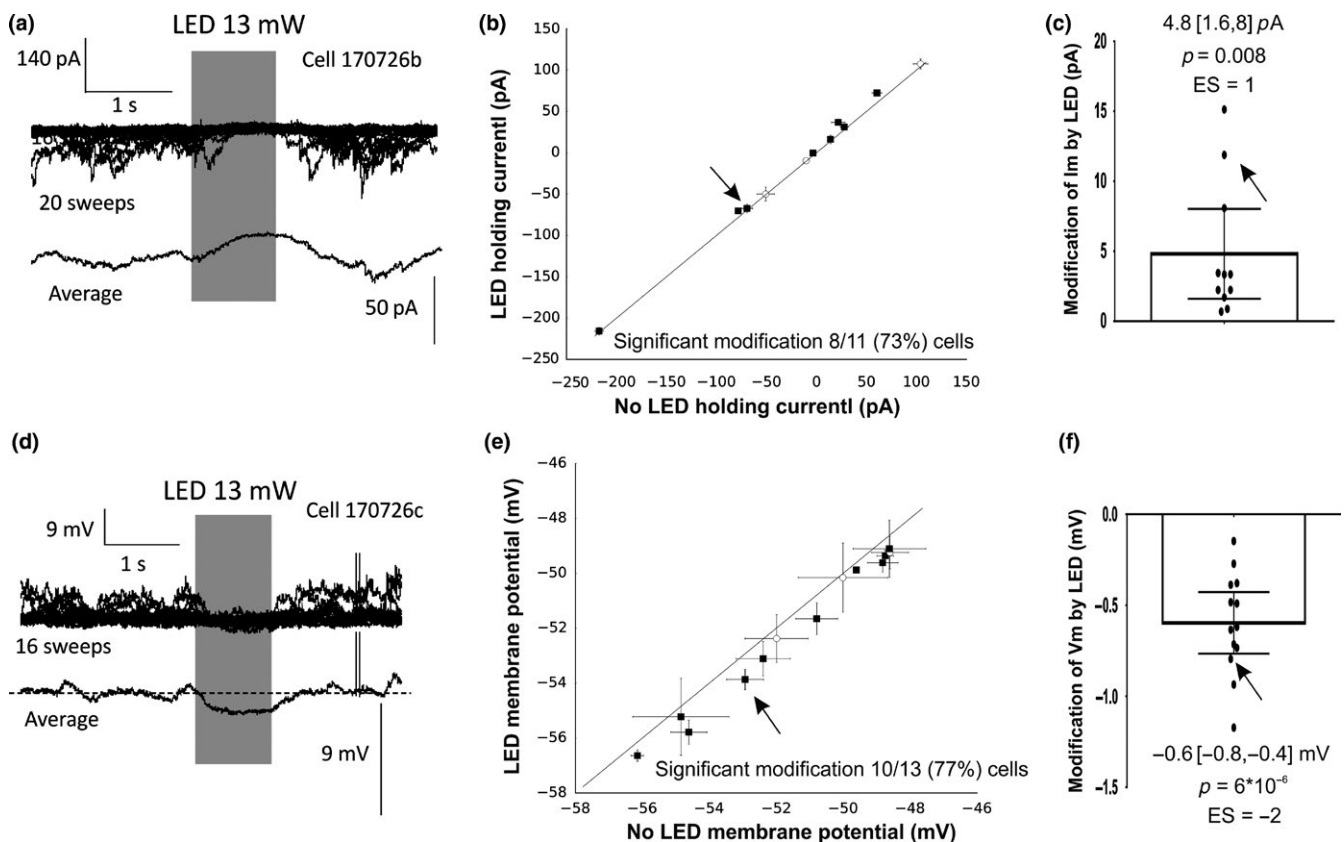 (a)
LED 13 mW
140 pA
Cell 170726b
1 s
20 sweeps
Average
50 pA
(b)
LED holding currentl (pA)
100
50
0
−50
−100
−150
−200
−250
Significant modification 8/11 (73%) cells
−250 −200 −150 −100 −50 0 50 100 150
No LED holding currentl (pA)
(c)
4.8 [1.6,8] pA
p = 0.008
ES = 1
Modification of Im by LED (pA)
20
15
10
5
0
(d)
LED 13 mW
9 mV
Cell 170726c
1 s
16 sweeps
Average
9 mV
(e)
LED membrane potential (mV)
−46
−48
−50
−52
−54
−56
−58
Significant modification 10/13 (77%) cells
−58 −56 −54 −52 −50 −48 −46
No LED membrane potential (mV)
(f)
Modification of Vm by LED (mV)
0.0
−0.5
−1.0
−1.5
−0.6 [−0.8,−0.4] mV
p = 6*10⁻⁶
ES = −2